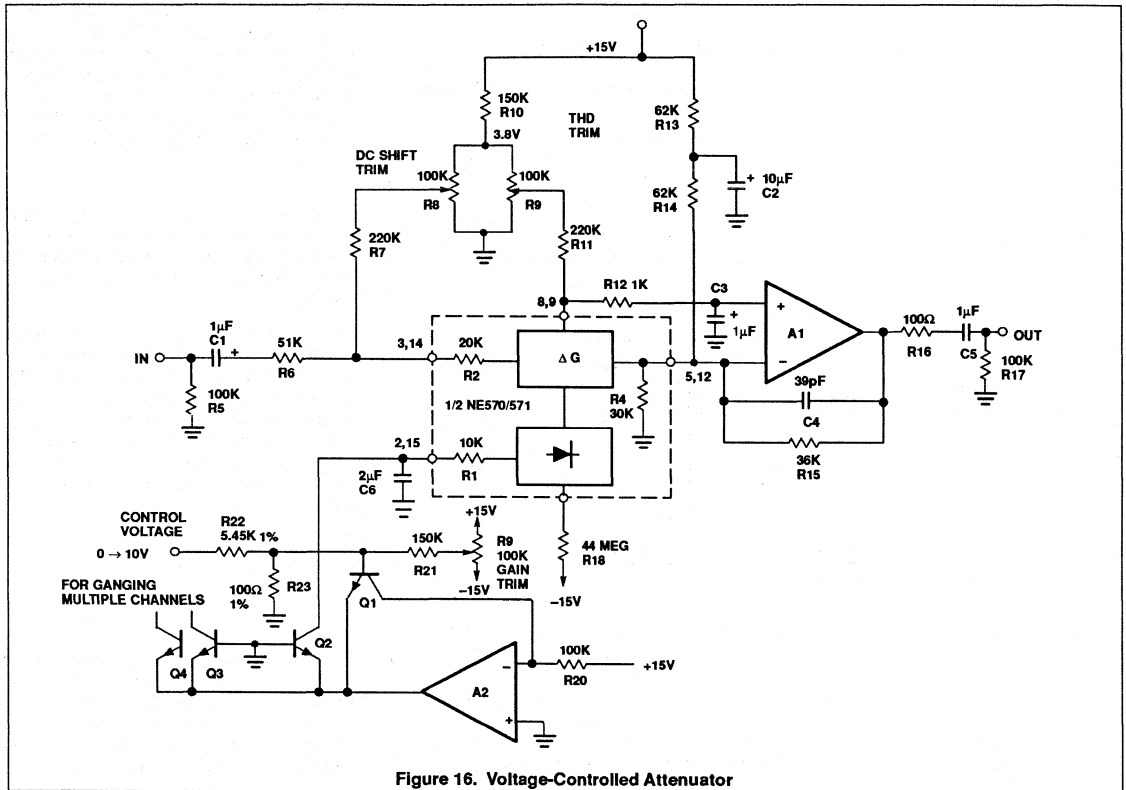 +15V
150K
R10
THD
TRIM
62K
R13
3.8V
DC SHIFT
TRIM
100K
R8
100K
R9
+ 10µF
C2
62K
R14
220K
R7
220K
R11
R12 1K
C3
+
1µF
8,9
+
A1
−
100Ω
R16
1µF
C5
OUT
100K
R17
1µF
C1
+
51K
R6
3,14
20K
R2
ΔG
IN
100K
R5
5,12
R4
30K
39pF
C4
1/2 NE570/571
36K
R15
2,15
10K
R1
2µF
C6
CONTROL
VOLTAGE
0 → 10V
R22
5.45K 1%
+15V
150K
R21
R9
100K
GAIN
TRIM
−15V
44 MEG
R18
−15V
FOR GANGING
MULTIPLE CHANNELS
100Ω
1%
R23
Q1
Q4
Q3
Q2
A2
−
+
100K
R20
+15V
Figure 16. Voltage-Controlled Attenuator